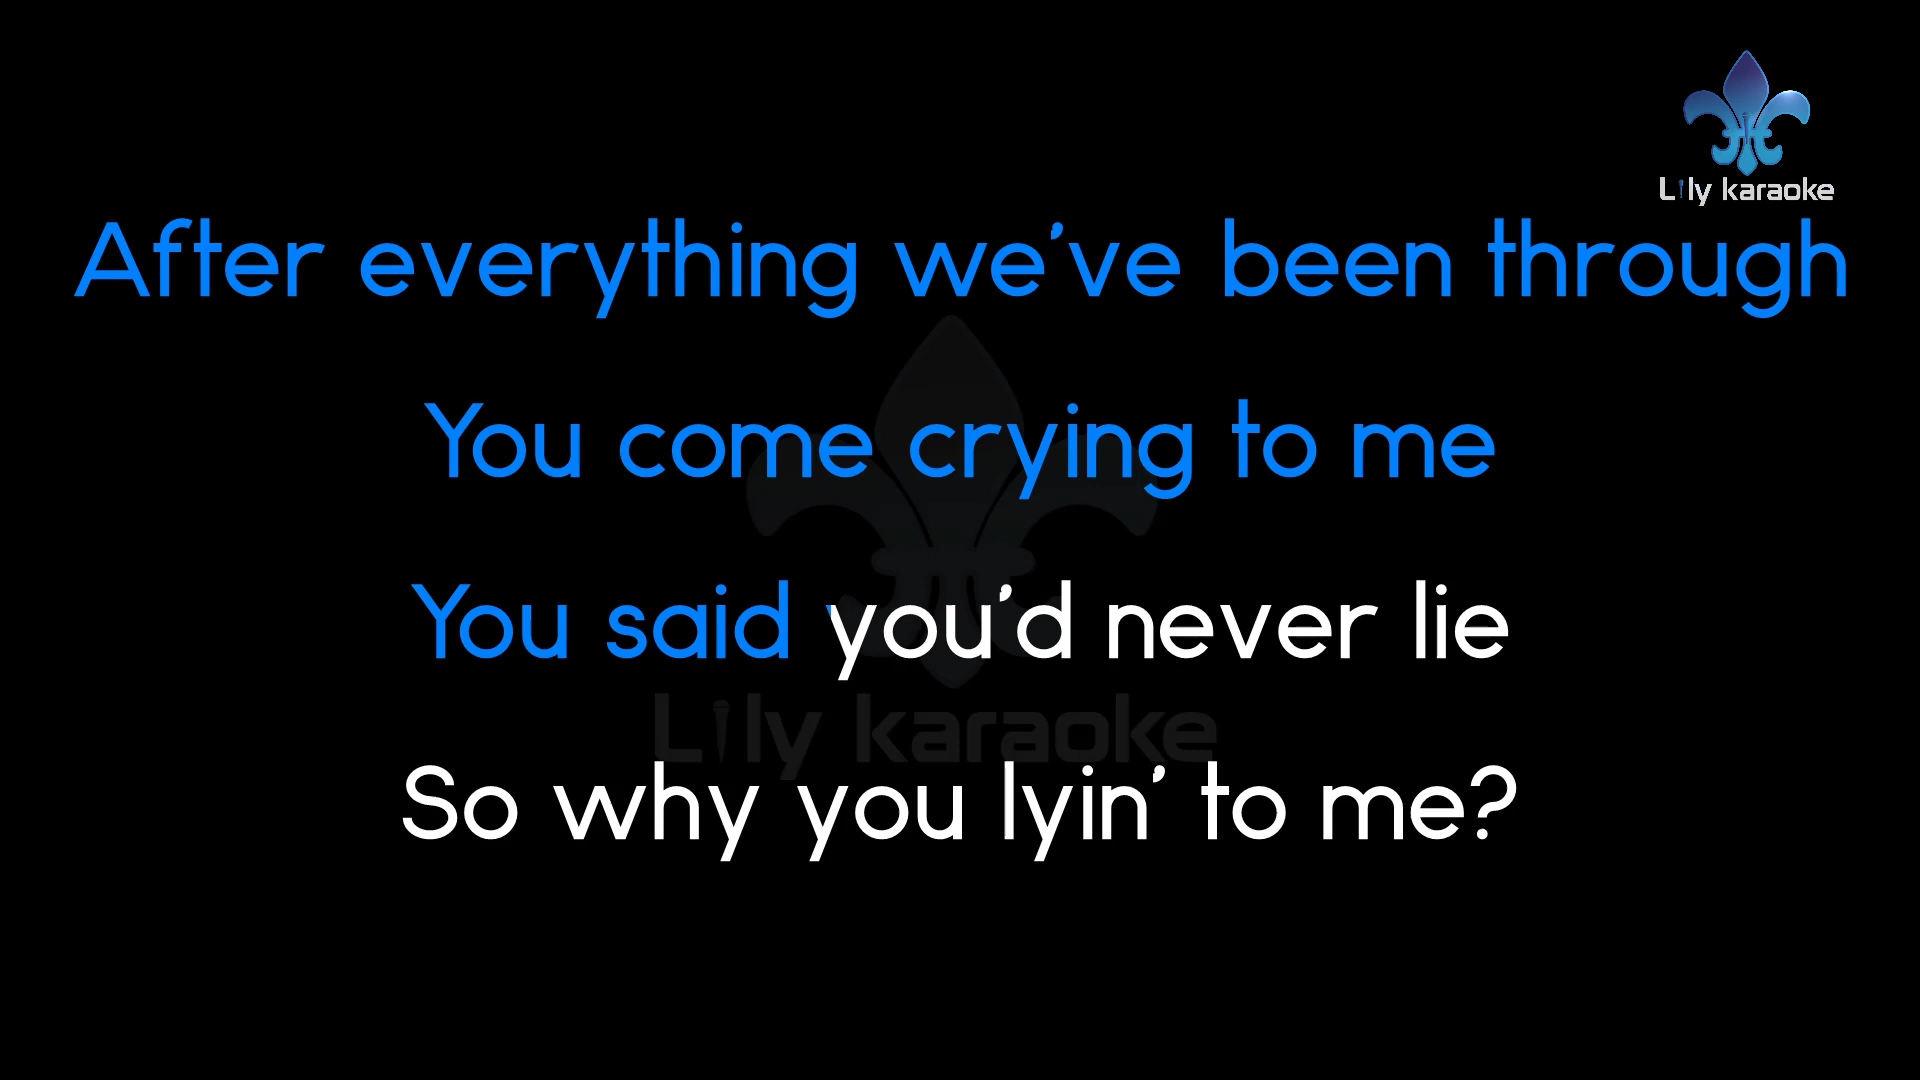 Lily karaoke
After everything we've been through
You come crying to me
You said you'd never lie
Lily karaoke
So why you lyin' to me?